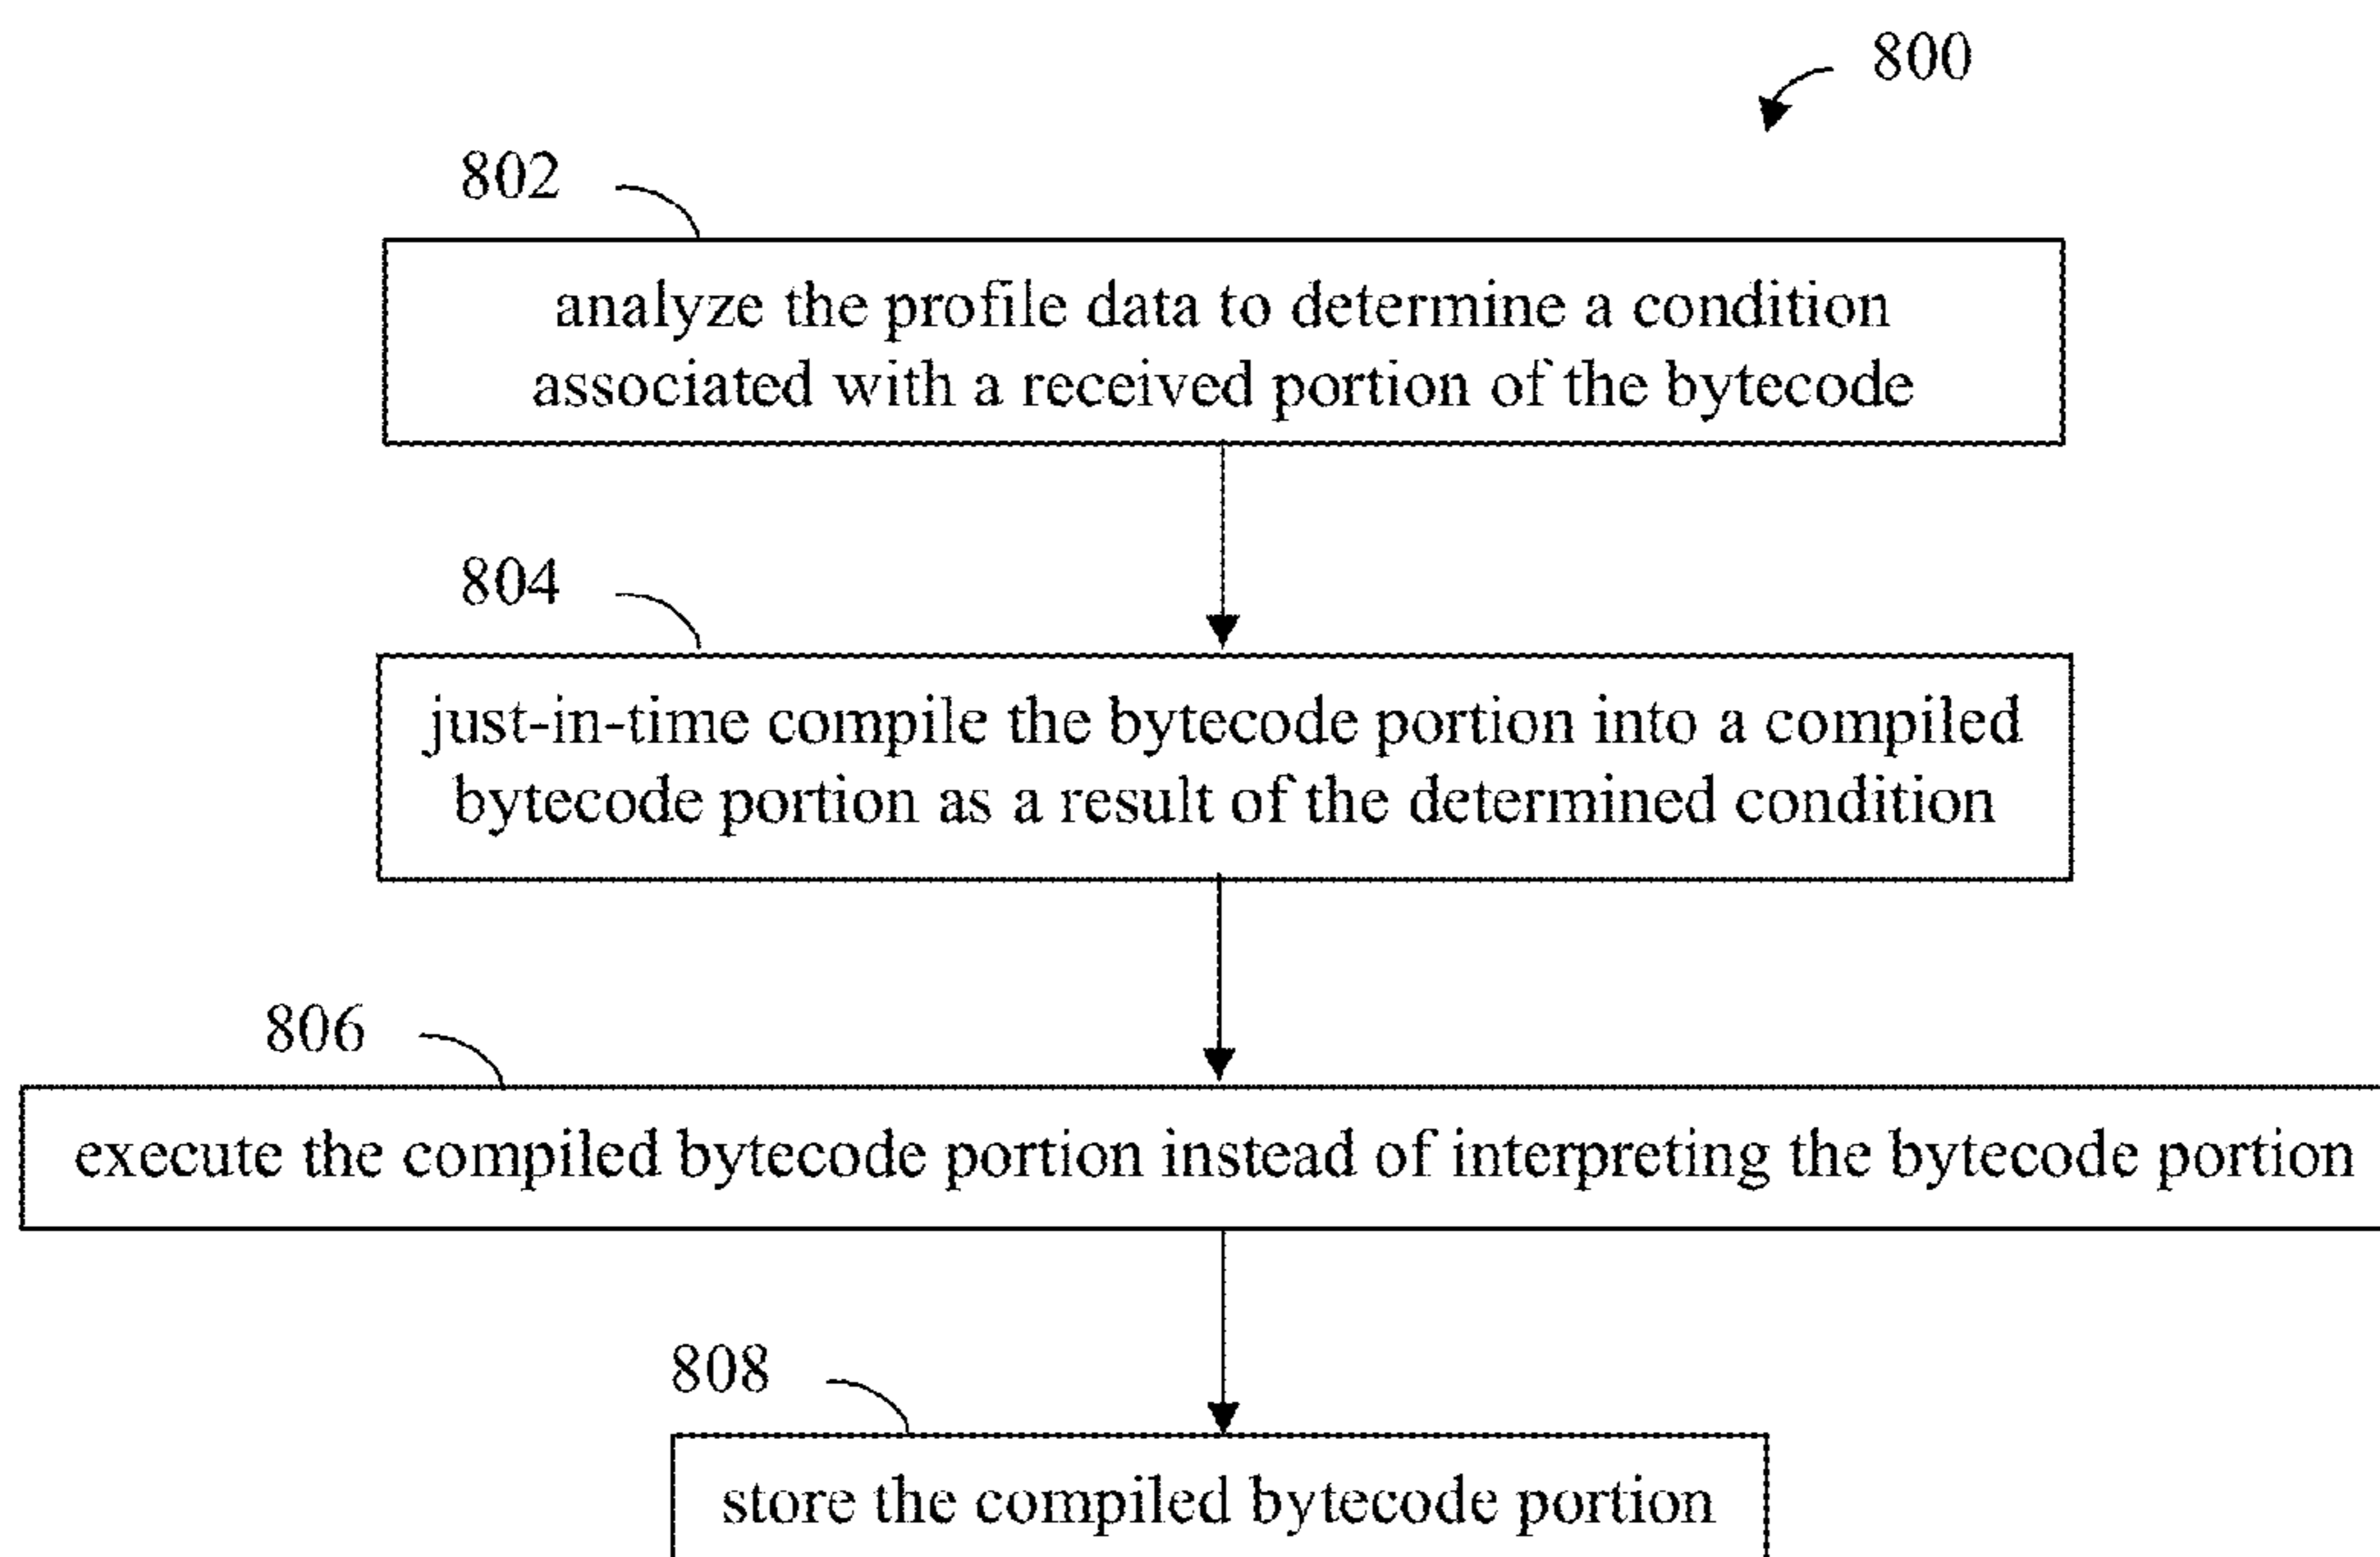 800
802
analyze the profile data to determine a condition
associated with a received portion of the bytecode
804
just-in-time compile the bytecode portion into a compiled
bytecode portion as a result of the determined condition
806
execute the compiled bytecode portion instead of interpreting the bytecode portion
808
store the compiled bytecode portion